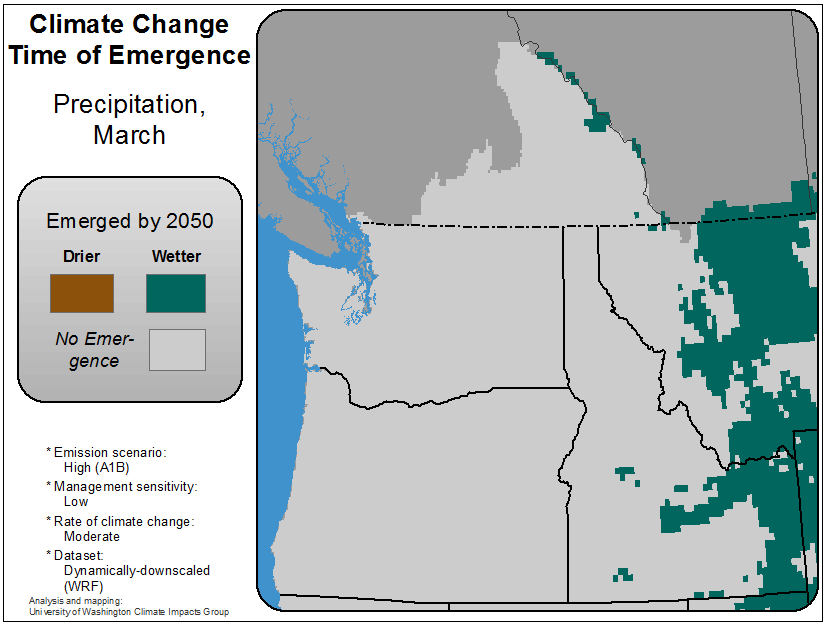 Climate Change
Time of Emergence
Precipitation,
March
Emerged by 2050
Drier Wetter
No Emer-
gence
* Emission scenario:
High (A1B)
* Management sensitivity:
Low
* Rate of climate change:
Moderate
* Dataset:
Dynamically-downscaled
(WRF)
Analysis and mapping:
University of Washington Climate Impacts Group